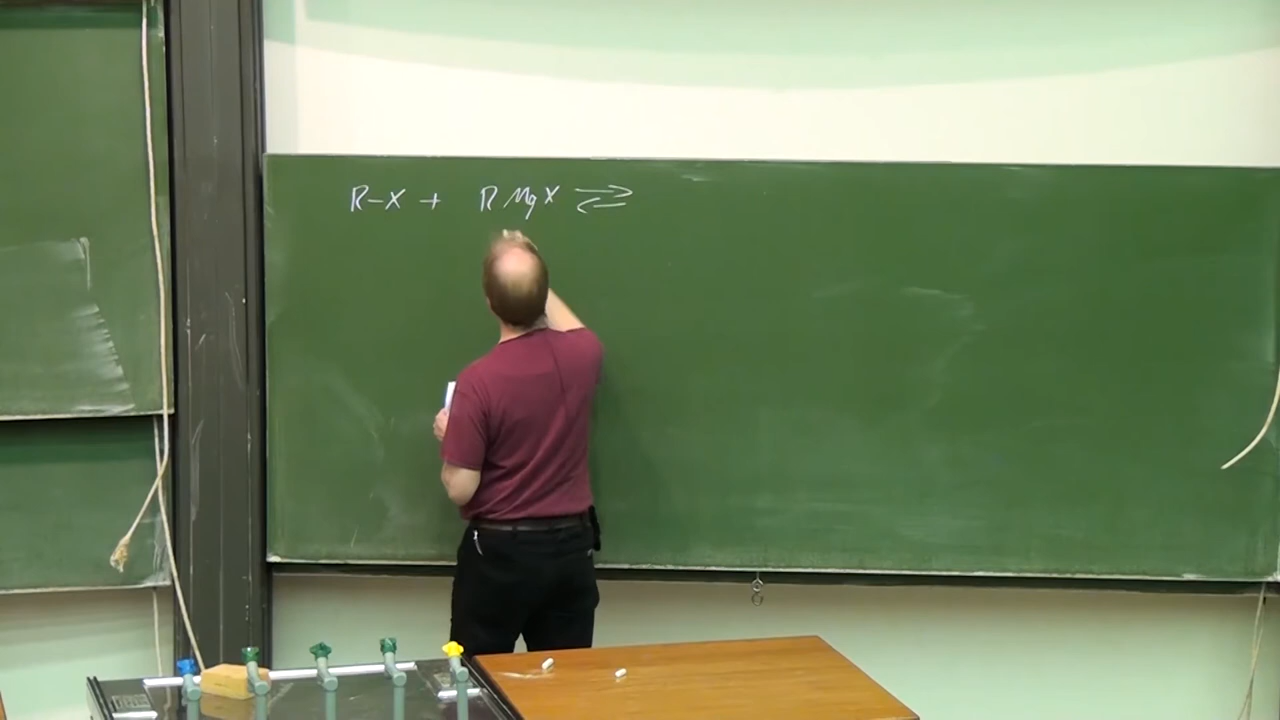 R-X + RMgX ⇌